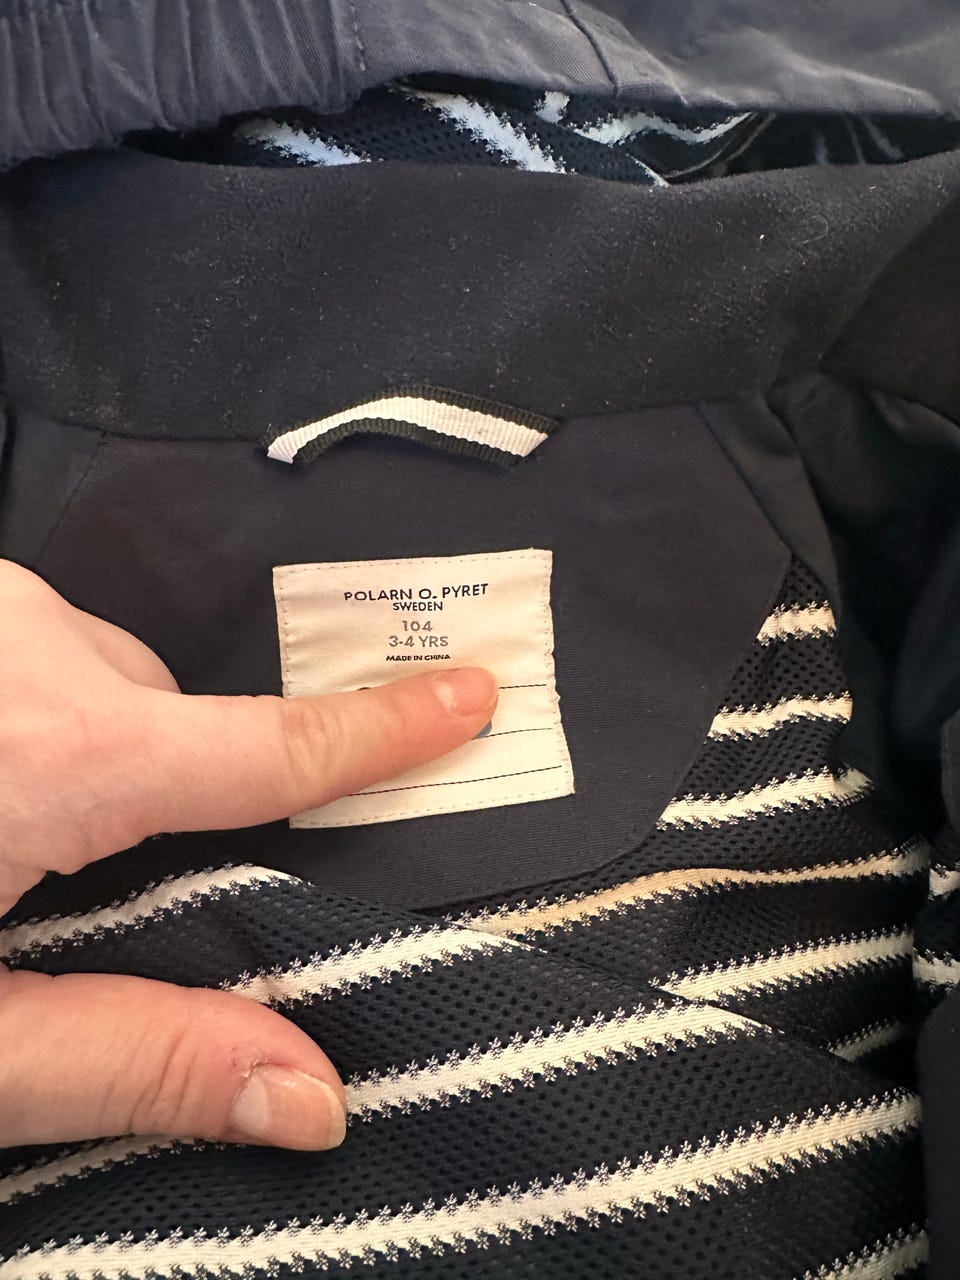 POLARN O. PYRET
SWEDEN
104
3-4 YRS
MADE IN CHINA